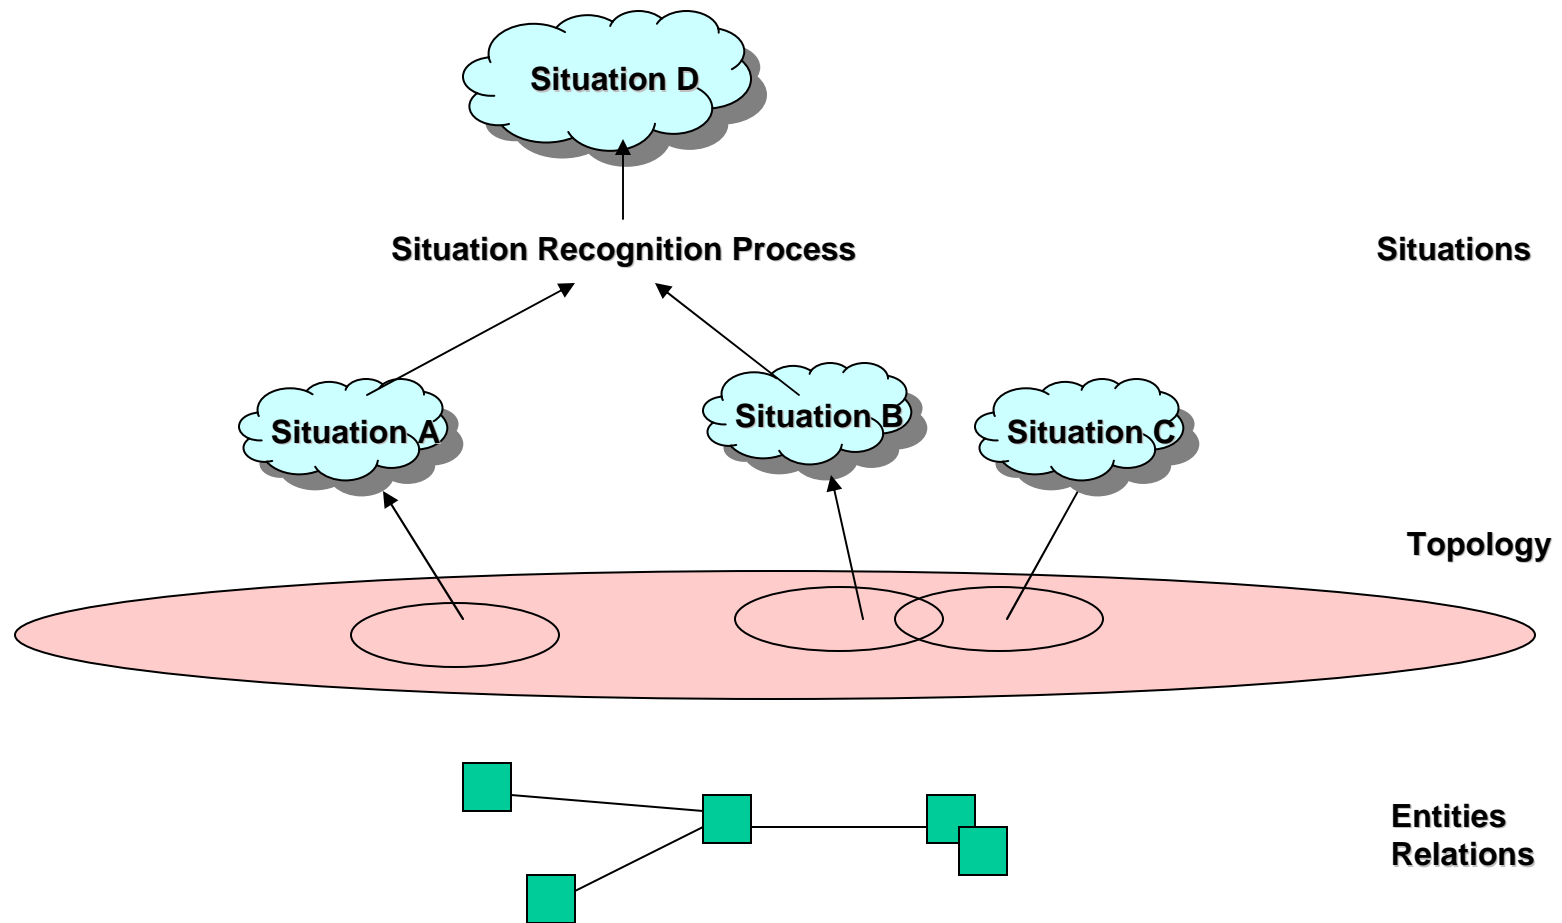 Situation D
Situation Recognition Process
Situations
Situation A
Situation B
Situation C
Topology
Entities
Relations